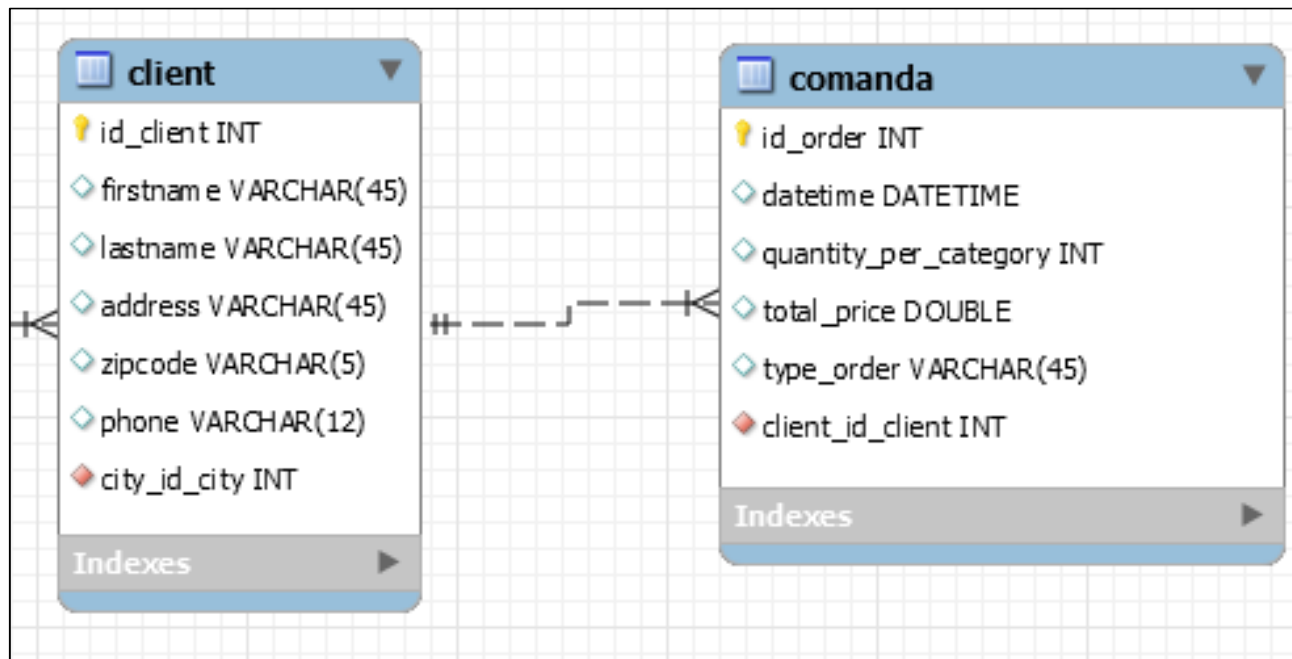 client
id_client INT
firstname VARCHAR(45)
lastname VARCHAR(45)
address VARCHAR(45)
zipcode VARCHAR(5)
phone VARCHAR(12)
city_id_city INT
Indexes
comanda
id_order INT
datetime DATETIME
quantity_per_category INT
total_price DOUBLE
type_order VARCHAR(45)
client_id_client INT
Indexes